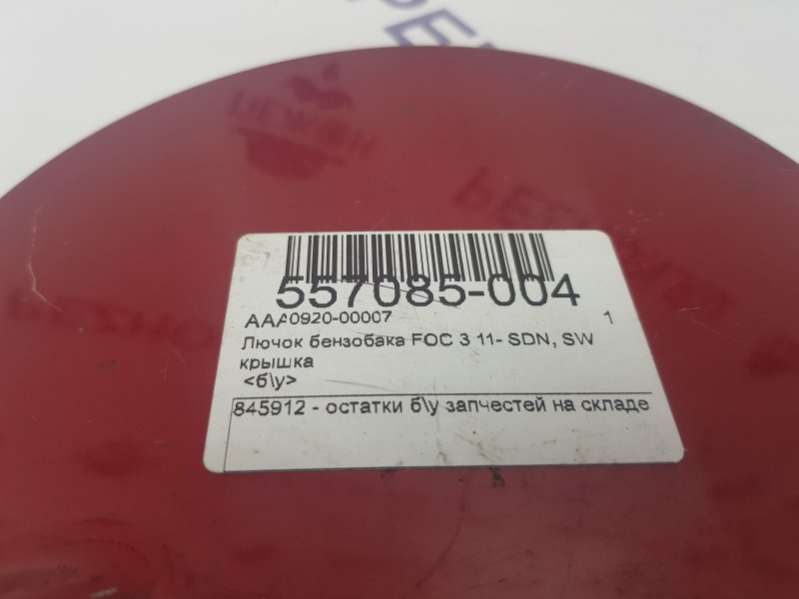 557085-004
AAA0920-00007 1
Лючок бензобака FOC 3 11- SDN, SW
крышка
<б\у>
845912 - остатки б\у запчестей на складе